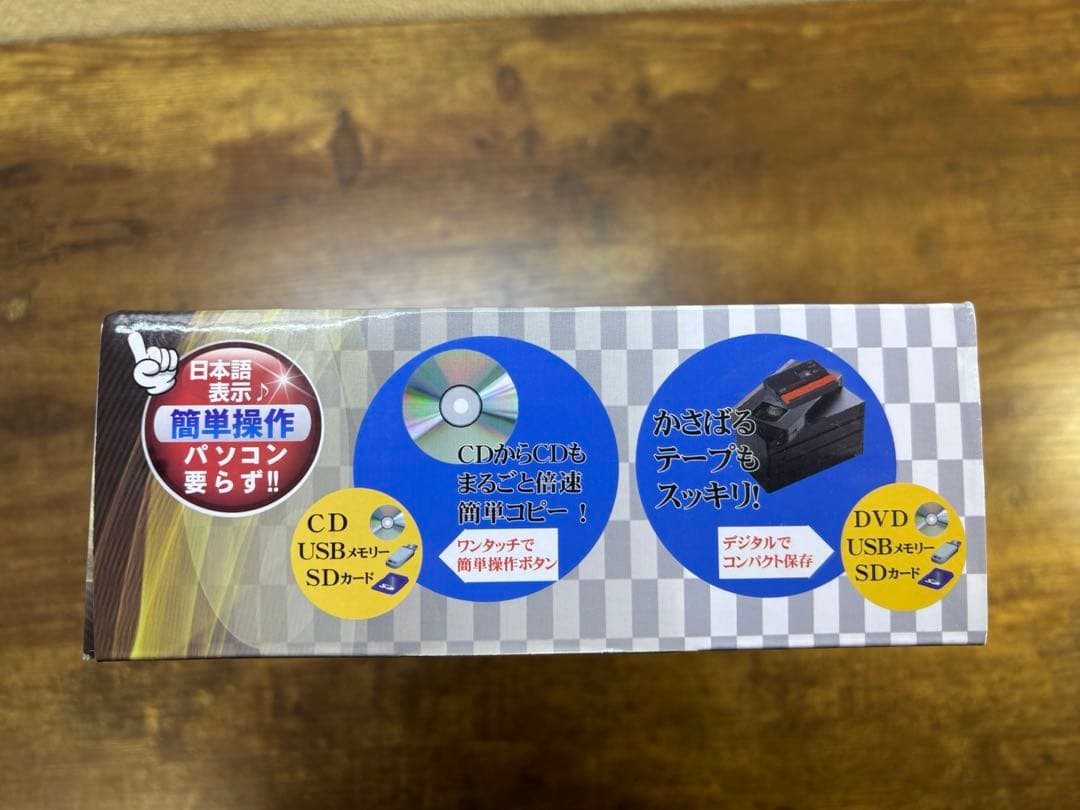 日本語
表示♪
簡単操作
パソコン
要らず!!
CDからCDも
まるごと倍速
簡単コピー！
ワンタッチで
簡単操作ボタン
CD
USBメモリー
SDカード
かさばる
テープも
スッキリ!
デジタルで
コンパクト保存
DVD
USBメモリー
SDカード